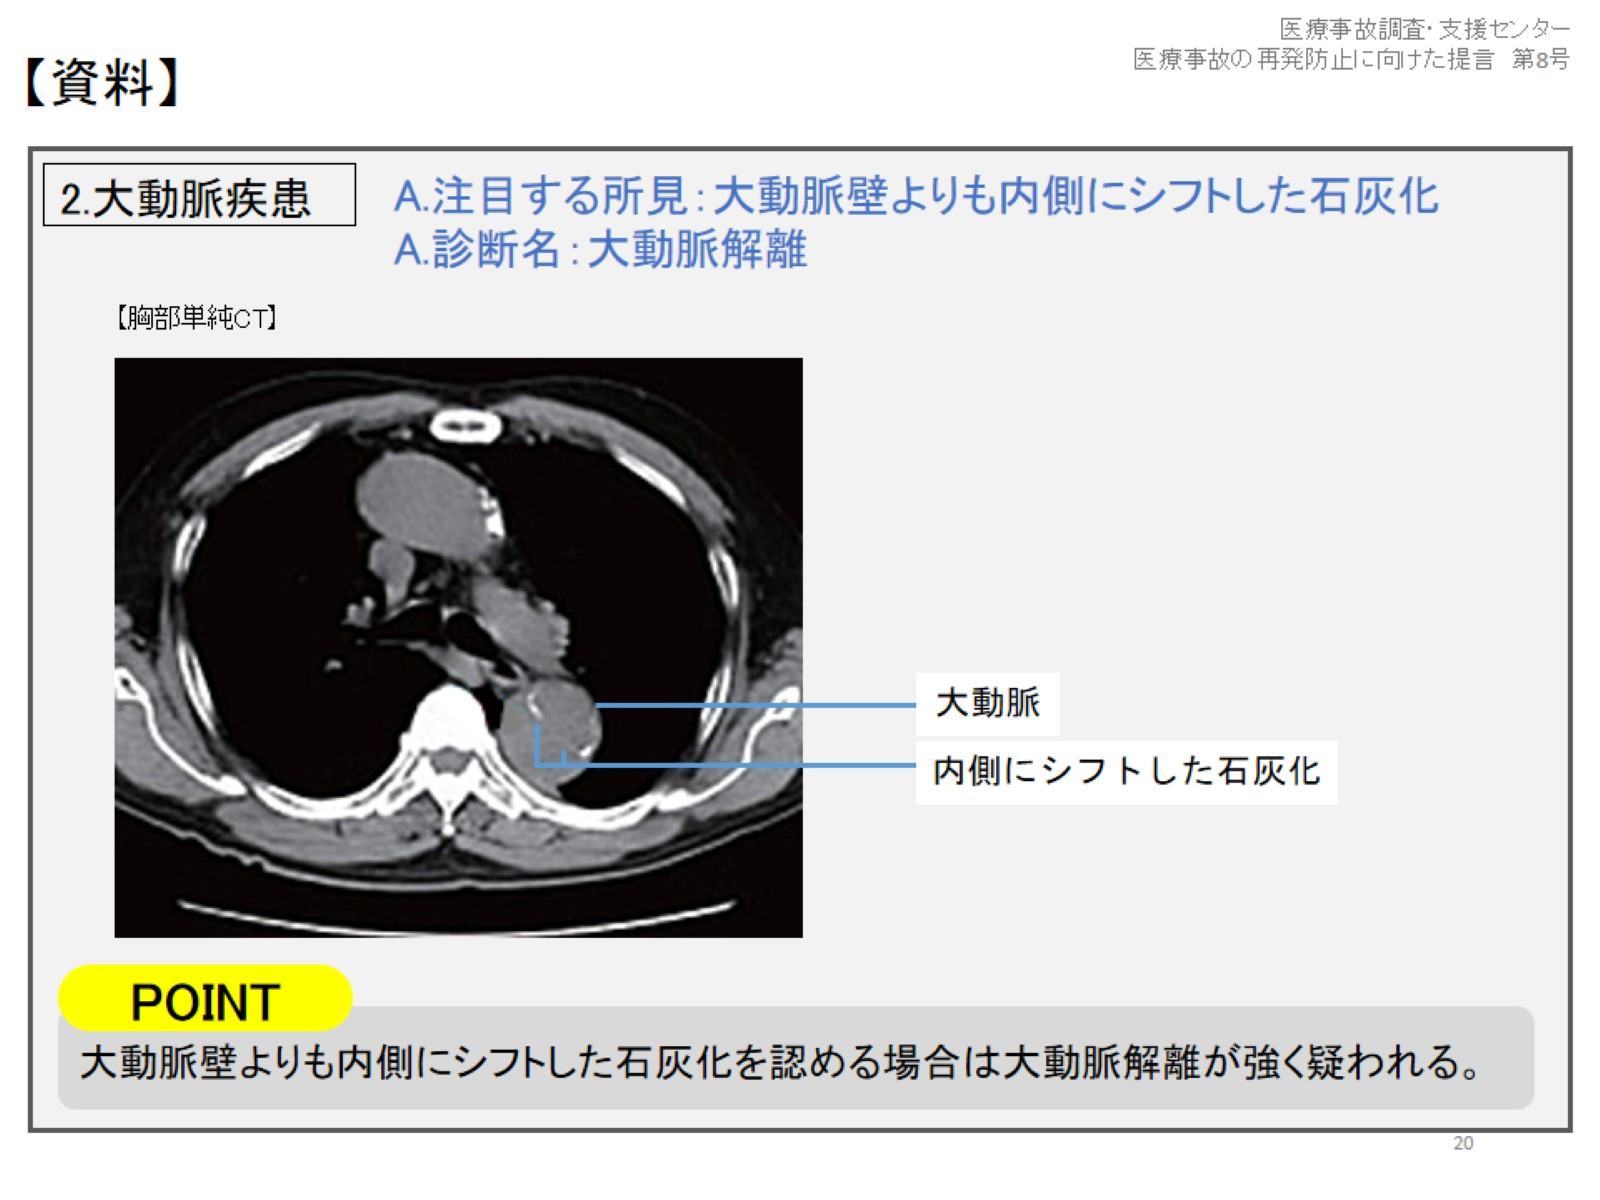 医療事故調査・支援センター
医療事故の再発防止に向けた提言 第8号
【資料】
2.大動脈疾患
A.注目する所見：大動脈壁よりも内側にシフトした石灰化
A.診断名：大動脈解離
【胸部単純CT】
大動脈
内側にシフトした石灰化
POINT
大動脈壁よりも内側にシフトした石灰化を認める場合は大動脈解離が強く疑われる。
20